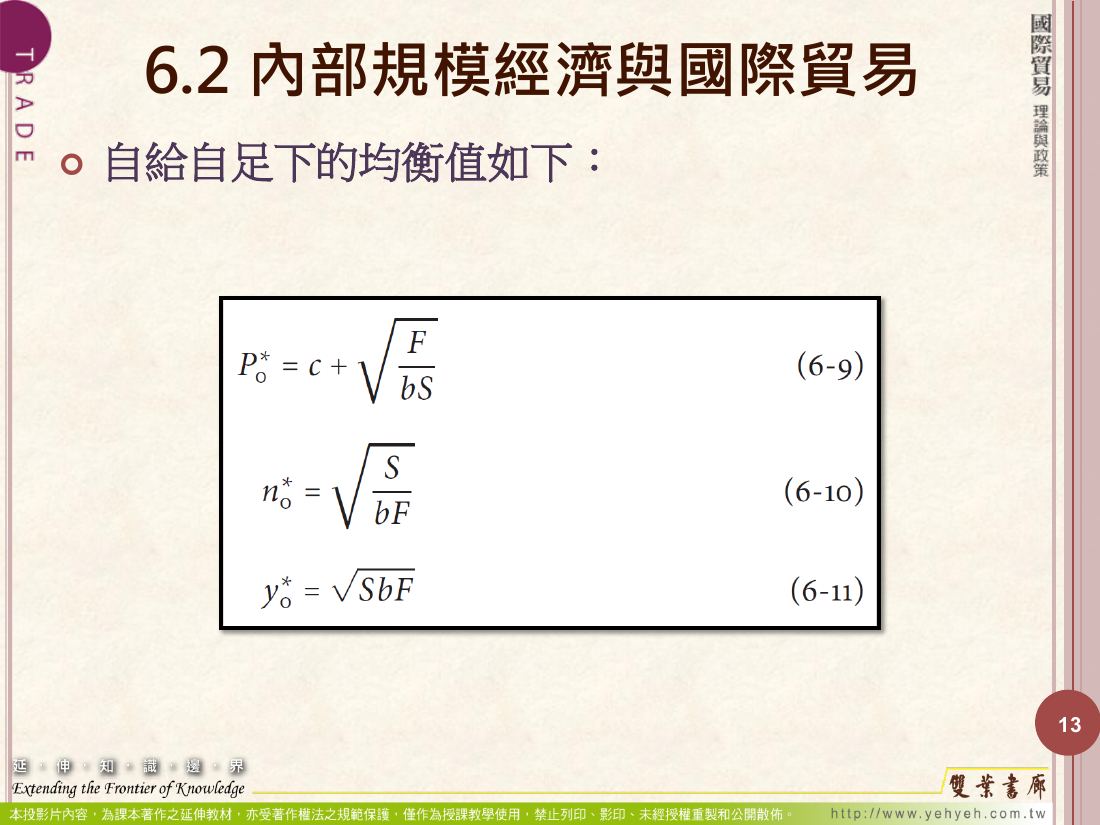 6.2 內部規模經濟與國際貿易
自給自足下的均衡值如下：
P₀* = c + √(F/bS) (6-9)
n₀* = √(S/bF) (6-10)
y₀* = √SbF (6-11)
TRADE
國際貿易 理論與政策
13
延・伸・知・識・邊・界
Extending the Frontier of Knowledge
雙葉書廊
本投影片內容，為課本著作之延伸教材，亦受著作權法之規範保護，僅作為授課教學使用，禁止列印、影印、未經授權重製和公開散佈。
http://www.yehyeh.com.tw